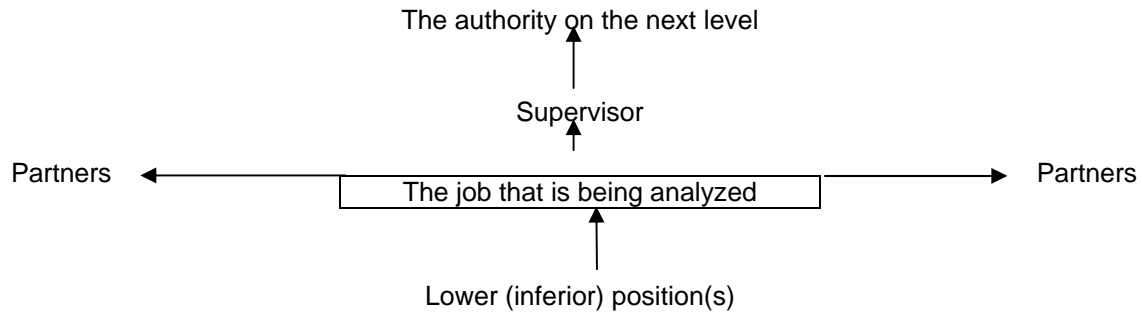 The authority on the next level
Supervisor
Partners
Partners
The job that is being analyzed
Lower (inferior) position(s)